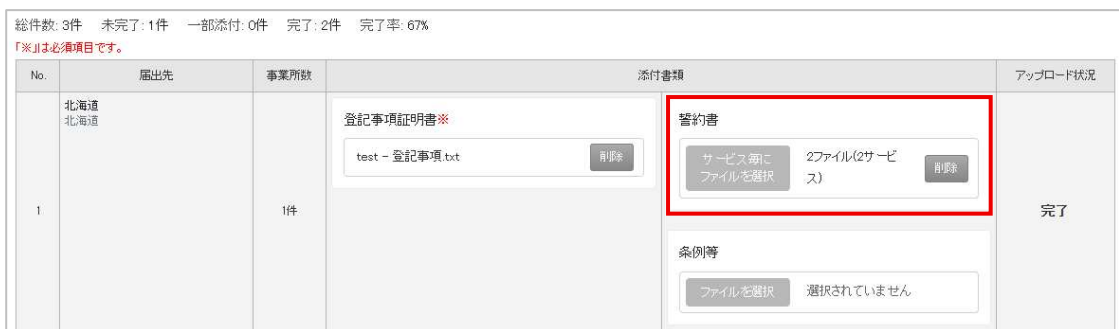 総件数: 3件 未完了: 1件 一部添付: 0件 完了: 2件 完了率: 67%
「※」は必須項目です。
No. 届出先 事業所数 添付書類 アップロード状況
北海道
北海道
登記事項証明書※
誓約書
test - 登記事項.txt 削除
サービス毎に
ファイルを選択
2ファイル(2サービ
ス)
削除
1 1件 完了
条例等
ファイルを選択 選択されていません